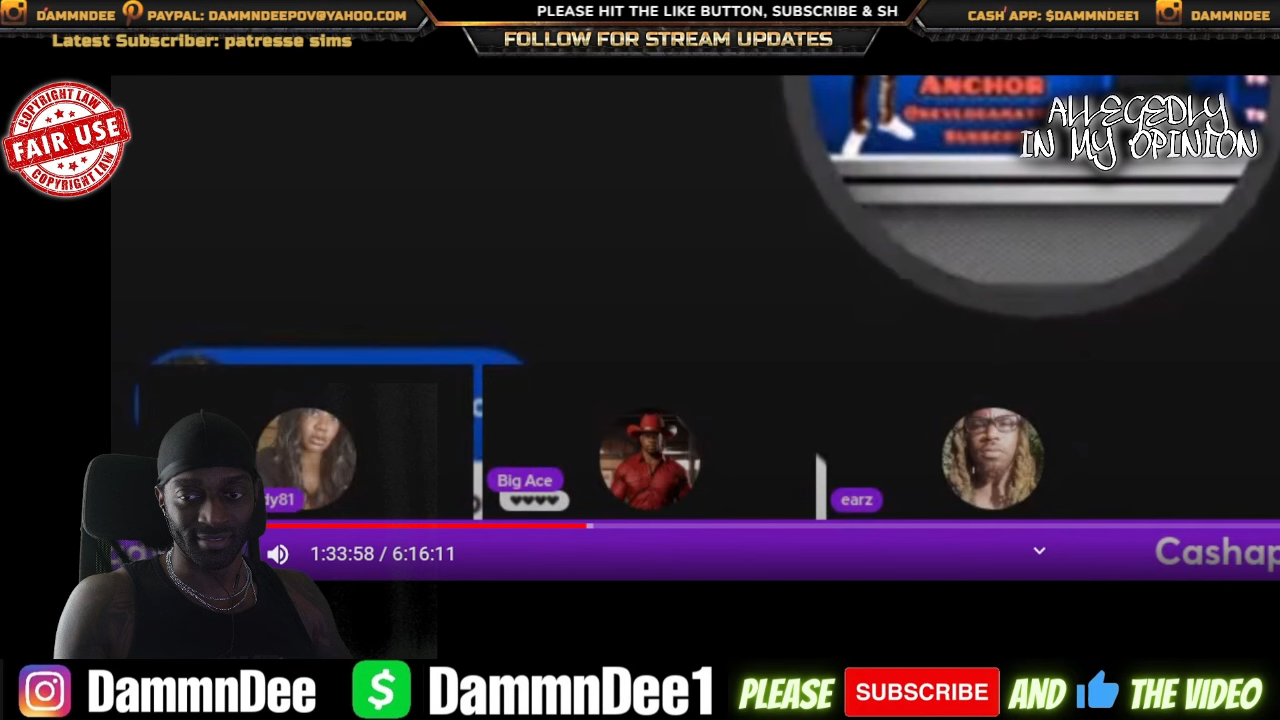 DAMMNDEE
PAYPAL: DAMMNDEEPOV@YAHOO.COM
PLEASE HIT THE LIKE BUTTON, SUBSCRIBE & SH
CASH APP: $DAMMNDEE1
DAMMNDEE
Latest Subscriber: patresse sims
FOLLOW FOR STREAM UPDATES
COPYRIGHT LAW
FAIR USE
COPYRIGHT LAW
ANCHOR
ALLEGEDLY
IN MY OPINION
dy81
Big Ace
earz
1:33:58 / 6:16:11
Cashap
DammnDee
$
DammnDee1
PLEASE
SUBSCRIBE
AND
THE VIDEO